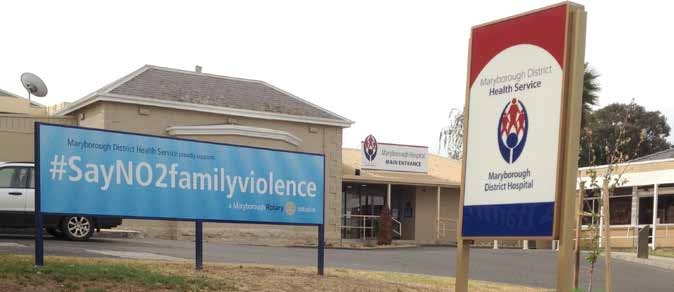 Maryborough District Health Service proudly supports
#SayNO2familyviolence
a Maryborough Rotary initiative
Maryborough Hospital
MAIN ENTRANCE
Maryborough District
Health Service
Maryborough
District Hospital